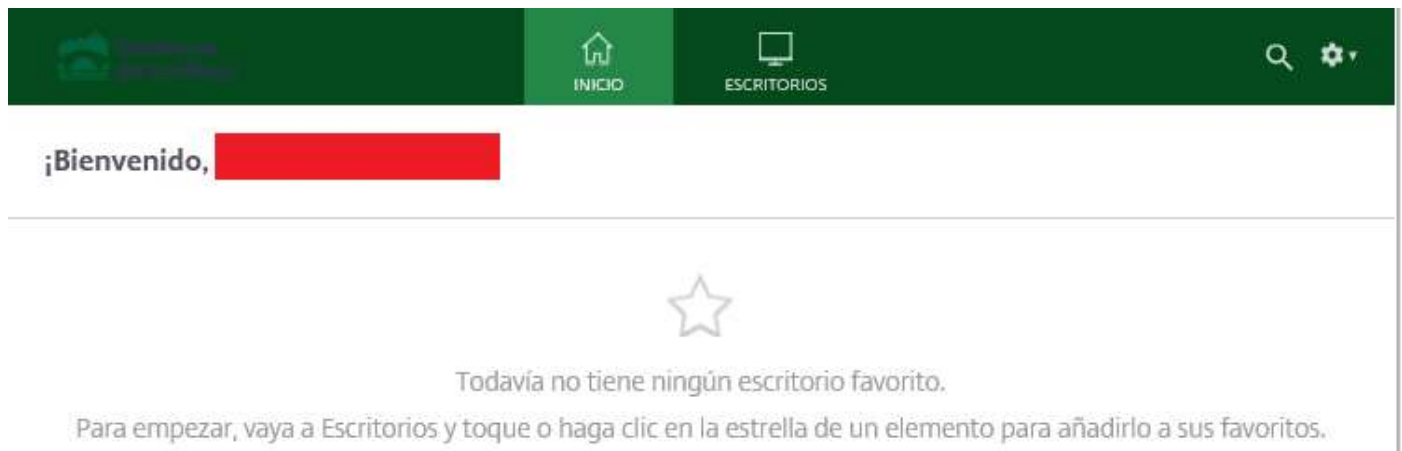 INICIO
ESCRITORIOS
¡Bienvenido,
Todavía no tiene ningún escritorio favorito.
Para empezar, vaya a Escritorios y toque o haga clic en la estrella de un elemento para añadirlo a sus favoritos.